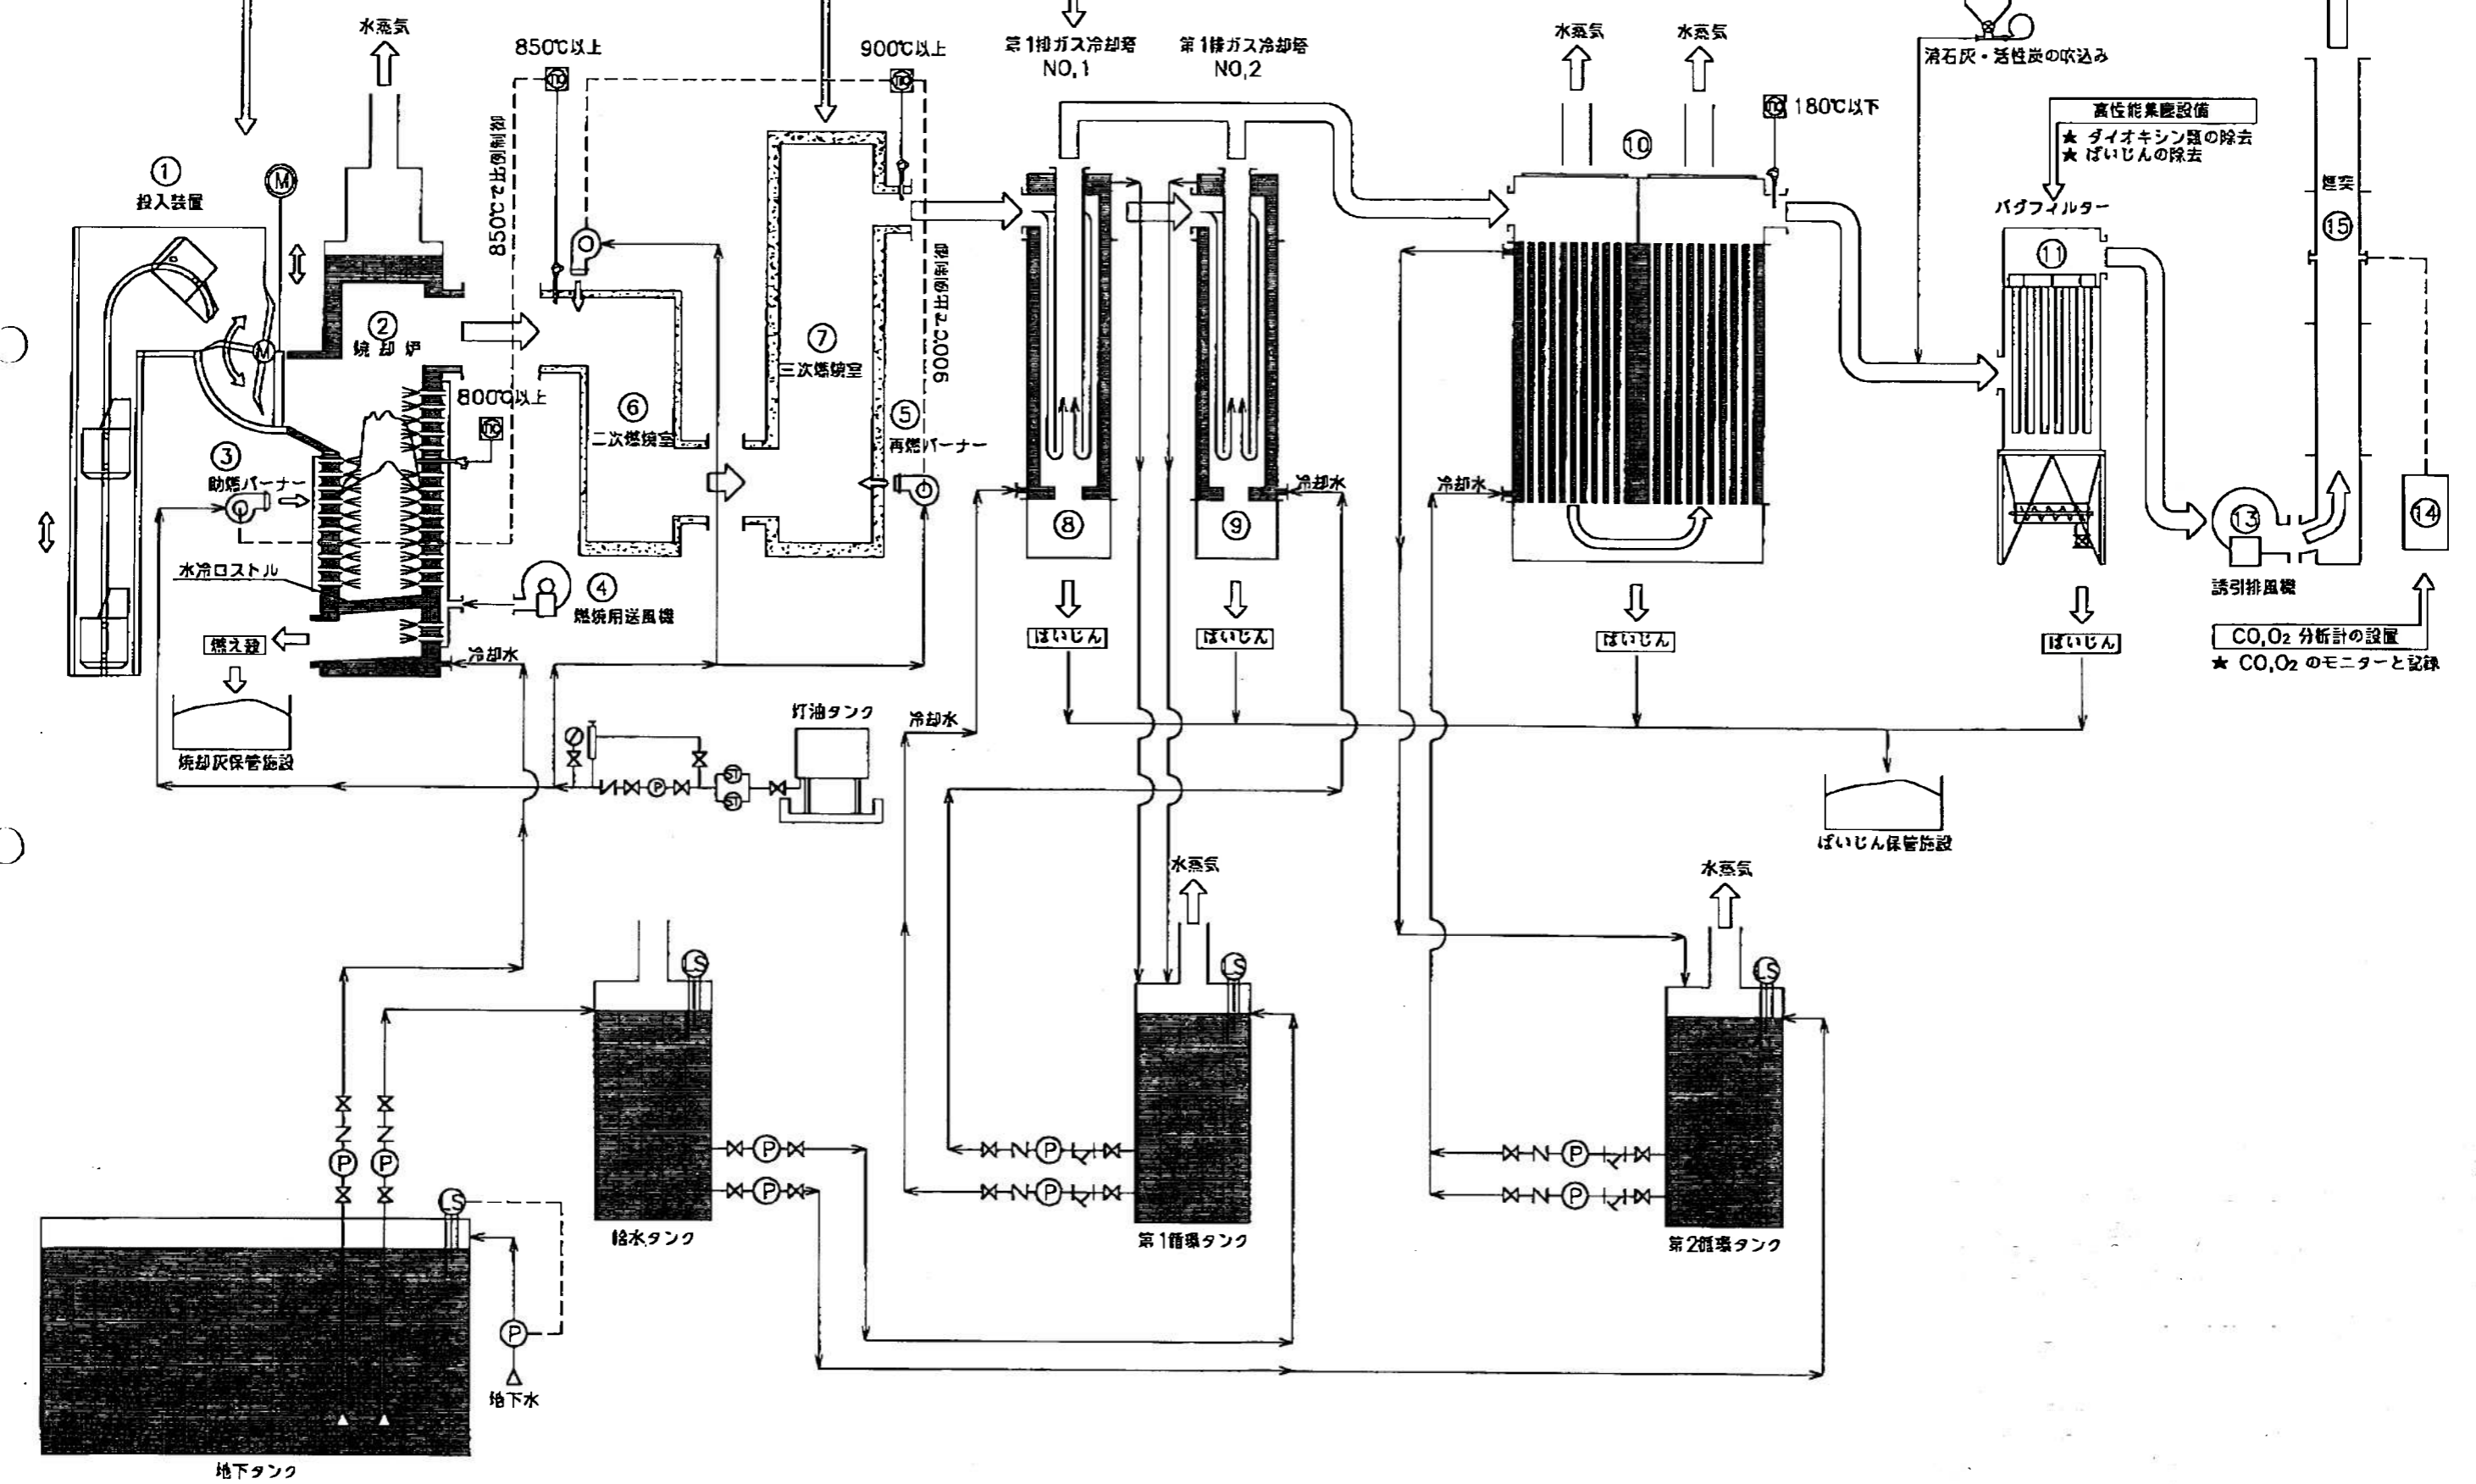 水蒸気
850℃以上
900℃以上
第1排ガス冷却塔
NO,1
第1排ガス冷却塔
NO,2
水蒸気
水蒸気
消石灰・活性炭の吹込み
180℃以下
高性能集塵設備
★ ダイオキシン類の除去
★ ばいじんの除去
バグフィルター
煙突
①
投入装置
M
M
850℃で比例制御
900℃で比例制御
②
焼却炉
800℃以上
③
助燃バーナー
水冷ロストル
④
燃焼用送風機
⑤
再燃バーナー
⑥
二次燃焼室
⑦
三次燃焼室
⑧
⑨
⑩
⑪
⑬
誘引排風機
⑭
⑮
CO,O₂ 分析計の設置
★ CO,O₂ のモニターと記録
冷却水
冷却水
冷却水
冷却水
燃え殻
焼却灰保管施設
ばいじん
ばいじん
ばいじん
ばいじん
ばいじん保管施設
灯油タンク
P
ST
ST
水蒸気
水蒸気
LS
LS
LS
LS
P
P
P
P
P
P
P
P
P
給水タンク
第1循環タンク
第2循環タンク
地下水
地下タンク